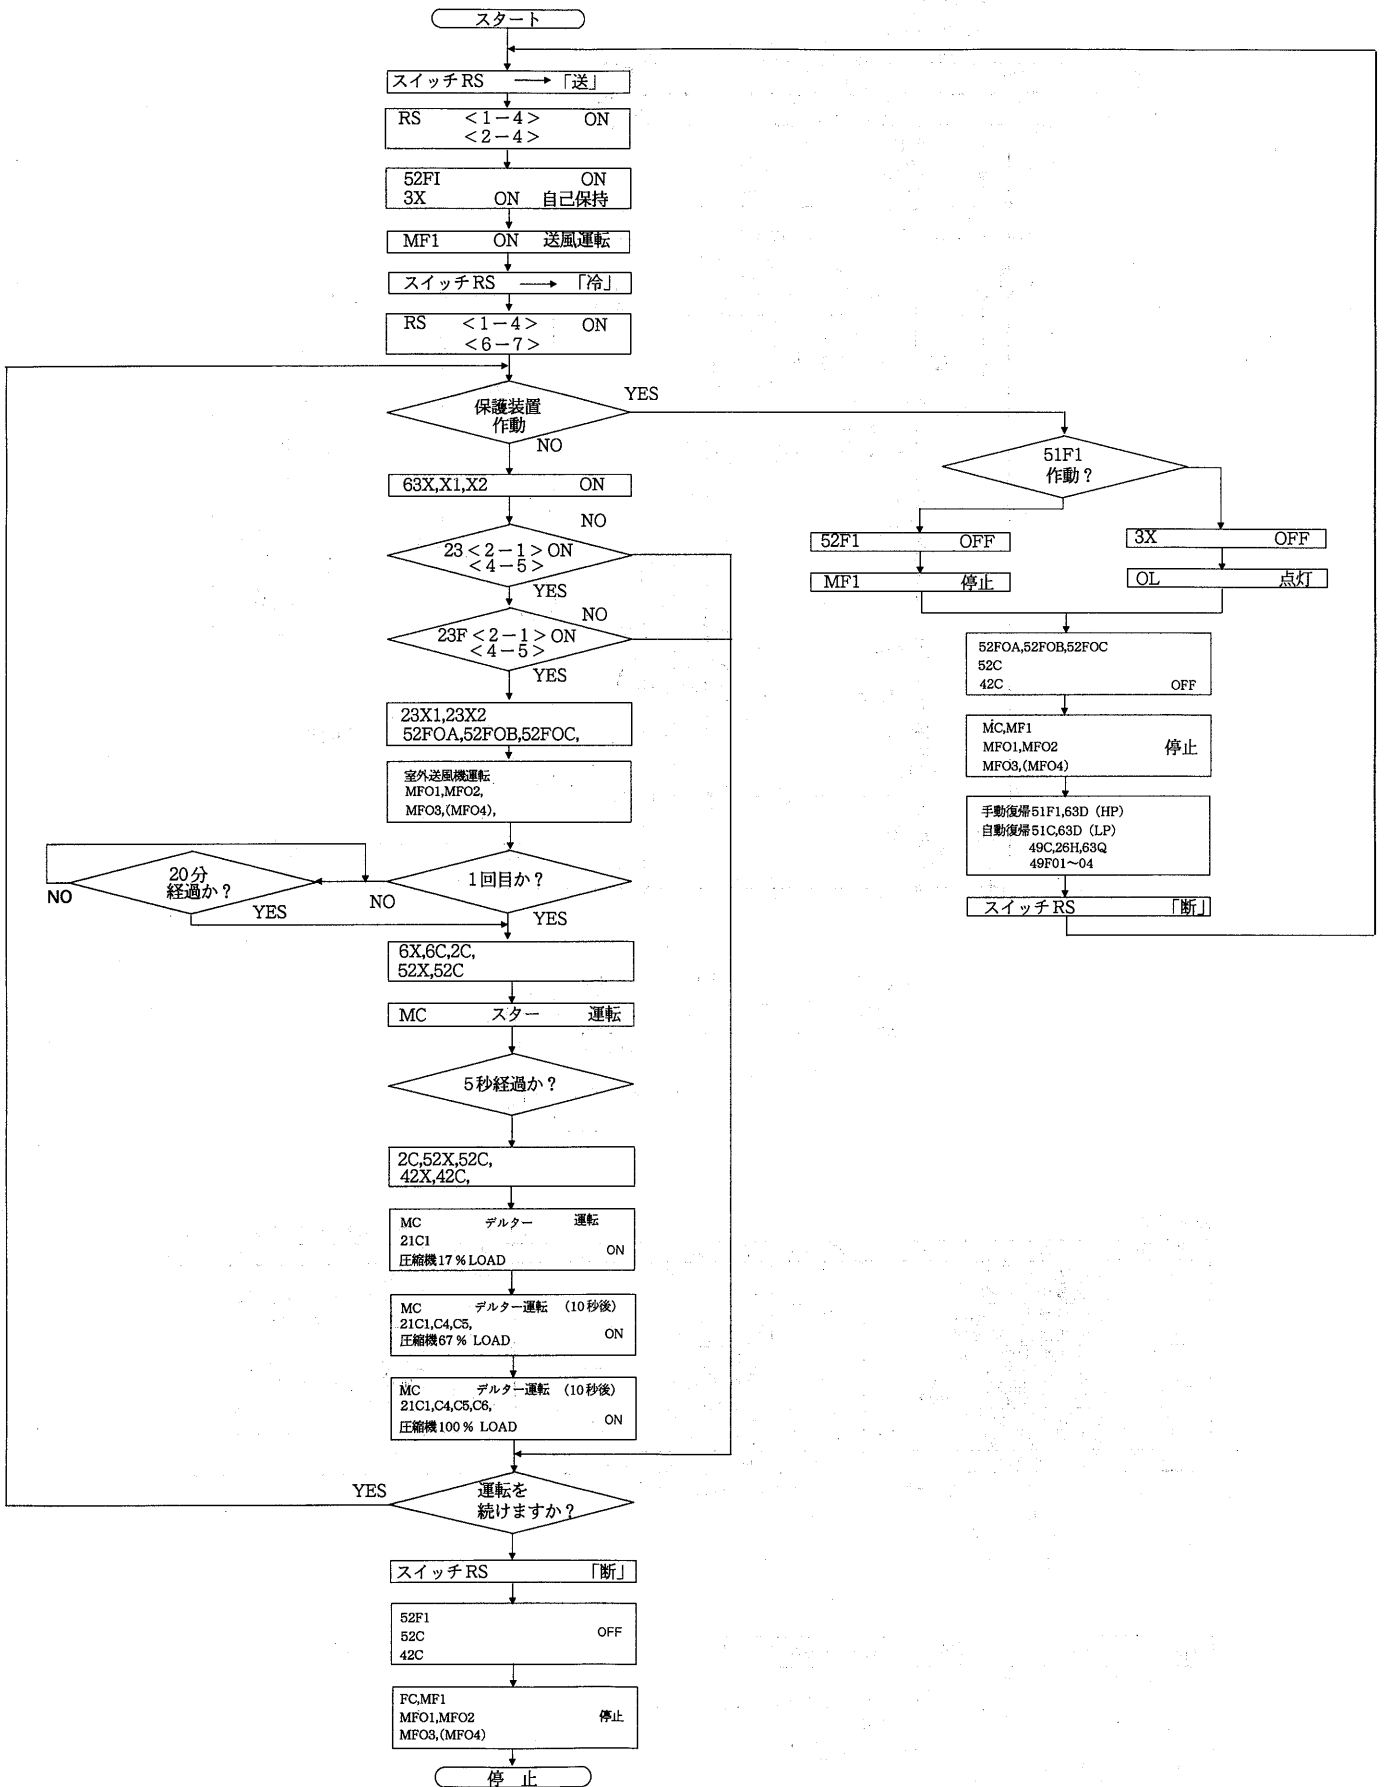 スタート
スイッチRS → 「送」
RS <1-4> ON
<2-4>
52FI ON
3X ON 自己保持
MF1 ON 送風運転
スイッチRS → 「冷」
RS <1-4> ON
<6-7>
保護装置
作動
YES
NO
63X,X1,X2 ON
NO
23<2-1>ON
<4-5>
YES
NO
23F<2-1>ON
<4-5>
YES
23X1,23X2
52FOA,52FOB,52FOC,
室外送風機運転
MFO1,MFO2,
MFO3,(MFO4),
1回目か?
NO
YES
20分
経過か?
NO
YES
6X,6C,2C,
52X,52C
MC スター 運転
5秒経過か?
2C,52X,52C,
42X,42C,
MC デルター 運転
21C1
ON
圧縮機17% LOAD
MC デルター運転 (10秒後)
21C1,C4,C5,
ON
圧縮機67% LOAD
MC デルター運転 (10秒後)
21C1,C4,C5,C6,
ON
圧縮機100% LOAD
YES
運転を
続けますか?
スイッチRS 「断」
52F1
52C OFF
42C
FC,MF1
MFO1,MFO2 停止
MFO3,(MFO4)
停 止
51F1
作動?
52F1 OFF
MF1 停止
3X OFF
OL 点灯
52FOA,52FOB,52FOC
52C
42C OFF
MC,MF1
MFO1,MFO2 停止
MFO3,(MFO4)
手動復帰51F1,63D (HP)
自動復帰51C,63D (LP)
49C,26H,63Q
49F01~04
スイッチRS 「断」